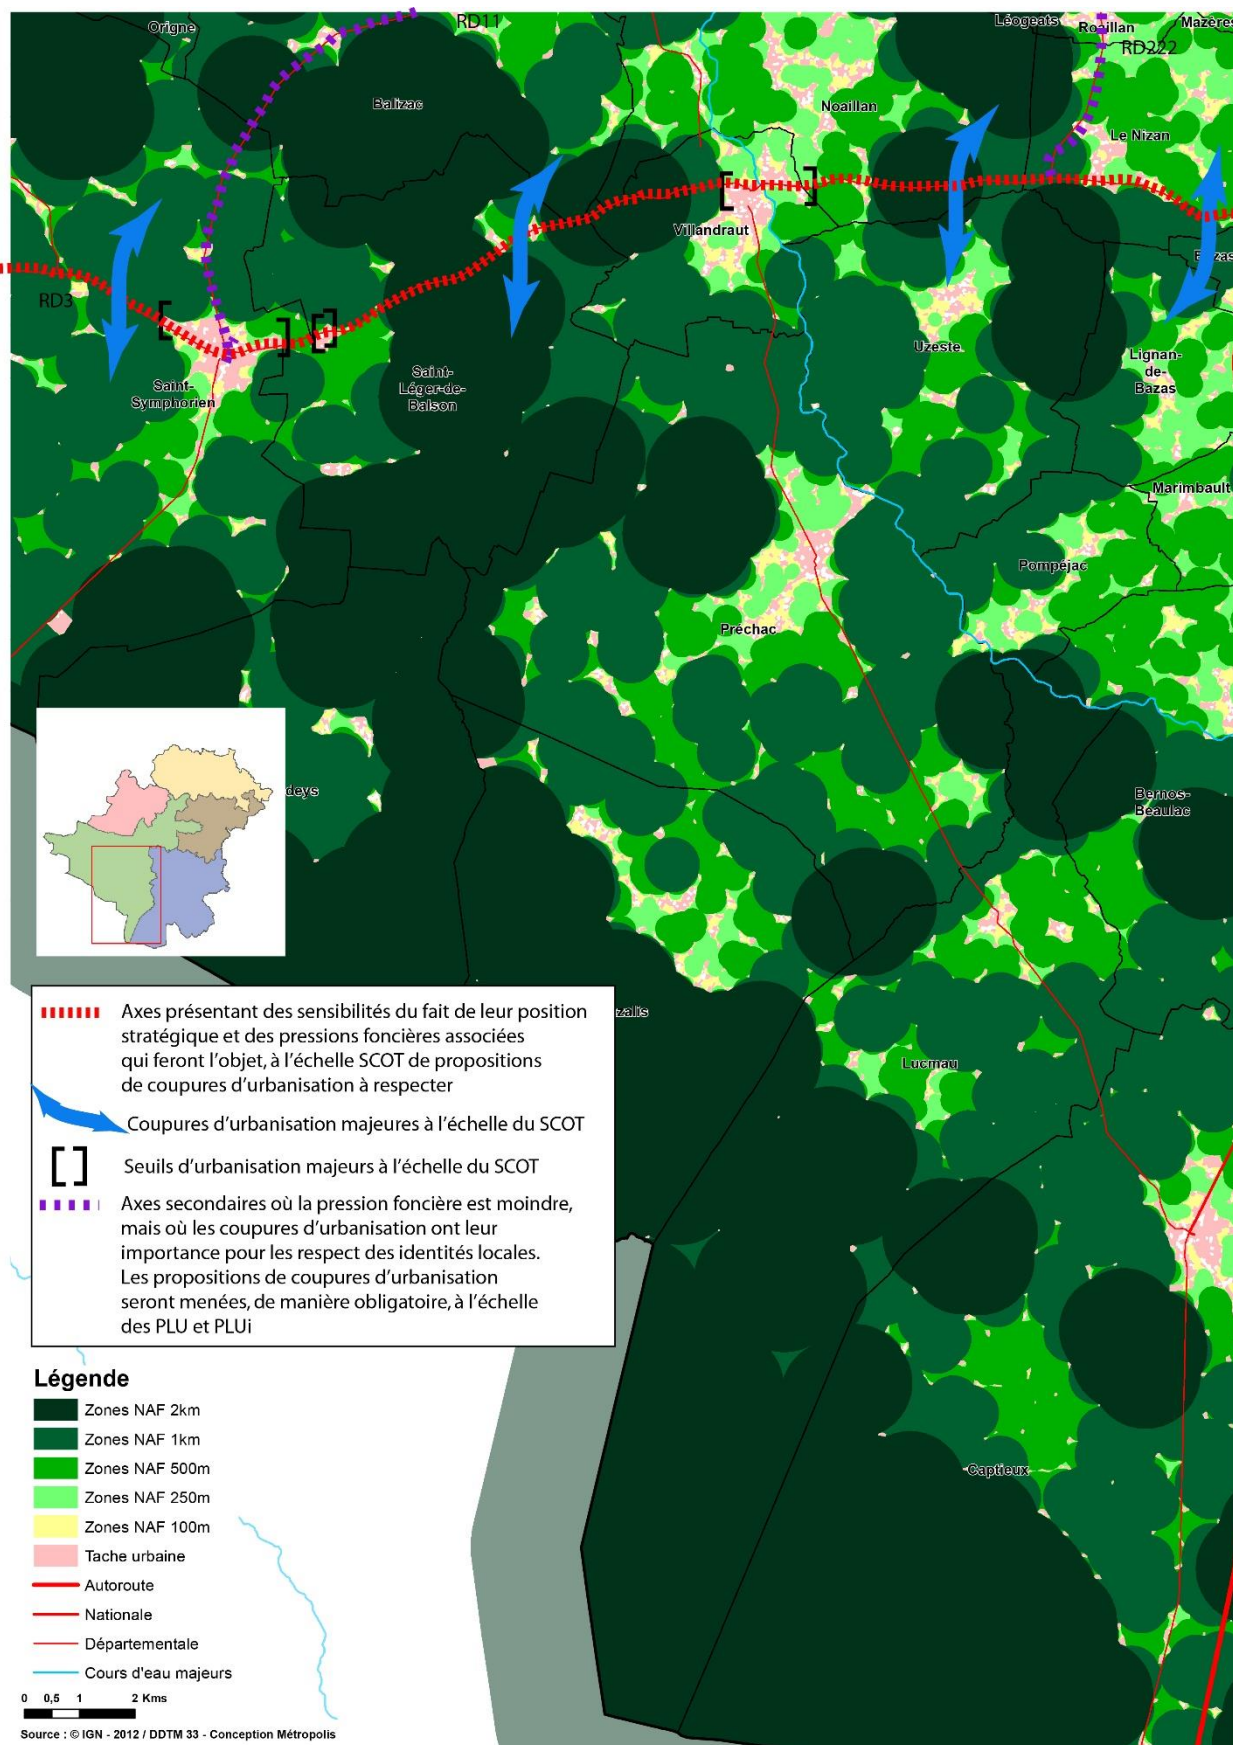 Origne
RD11
Léogeats
Roaillan
Mazères
RD222
Balizac
Noaillan
Le Nizan
Villandraut
RD3
Uzeste
Lignan-
de-
Bazas
Saint-
Symphorien
Saint-
Léger-de-
Balson
Marimbault
Pompéjac
Préchac
deys
Bernos-
Beaulac
zalis
Lucmau
Captieux
Axes présentant des sensibilités du fait de leur position
stratégique et des pressions foncières associées
qui feront l'objet, à l'échelle SCOT de propositions
de coupures d'urbanisation à respecter
Coupures d'urbanisation majeures à l'échelle du SCOT
Seuils d'urbanisation majeurs à l'échelle du SCOT
Axes secondaires où la pression foncière est moindre,
mais où les coupures d'urbanisation ont leur
importance pour les respect des identités locales.
Les propositions de coupures d'urbanisation
seront menées, de manière obligatoire, à l'échelle
des PLU et PLUi
Légende
Zones NAF 2km
Zones NAF 1km
Zones NAF 500m
Zones NAF 250m
Zones NAF 100m
Tache urbaine
Autoroute
Nationale
Départementale
Cours d'eau majeurs
0 0,5 1 2 Kms
Source : © IGN - 2012 / DDTM 33 - Conception Métropolis